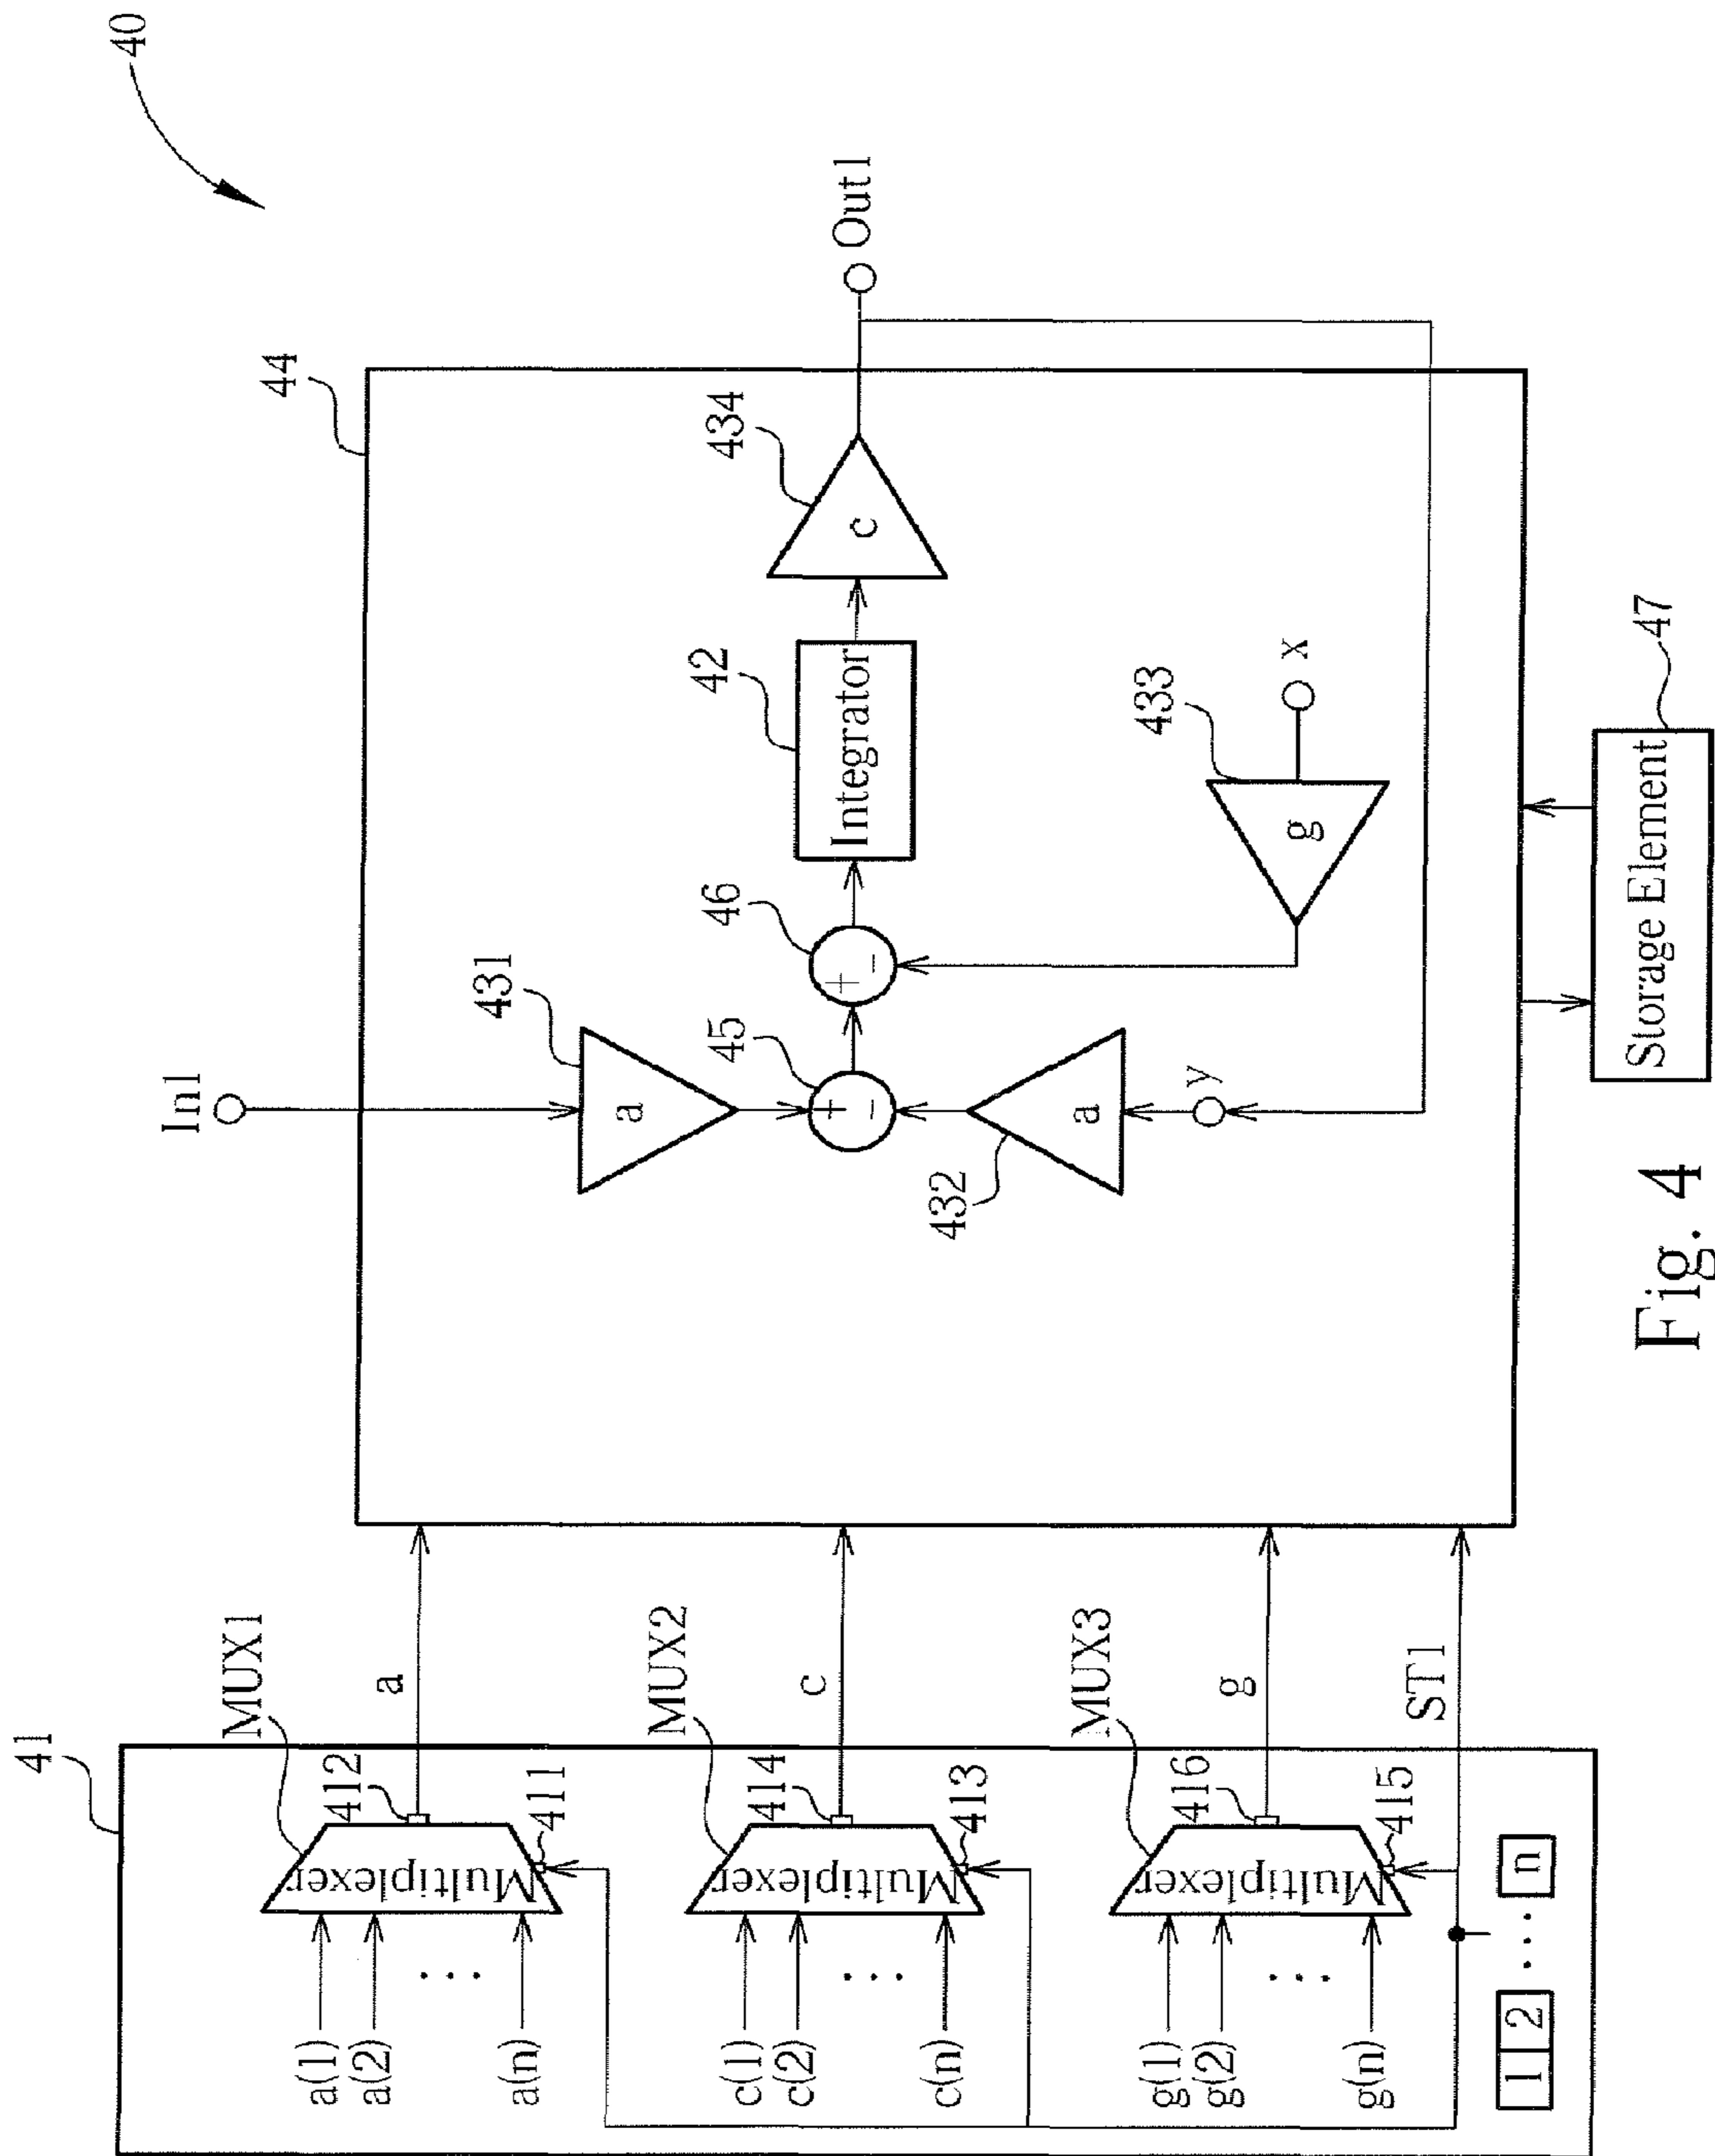 40
41
MUX1
a(1)
a(2)
...
a(n)
Multiplexer
412
411
a
MUX2
c(1)
c(2)
...
c(n)
Multiplexer
414
413
c
MUX3
g(1)
g(2)
...
g(n)
Multiplexer
416
415
g
ST1
1 2 ... n
44
In1
431
a
45
+
−
432
a
y
46
+
−
42
Integrator
434
c
Out1
433
g
x
Storage Element
47
Fig. 4